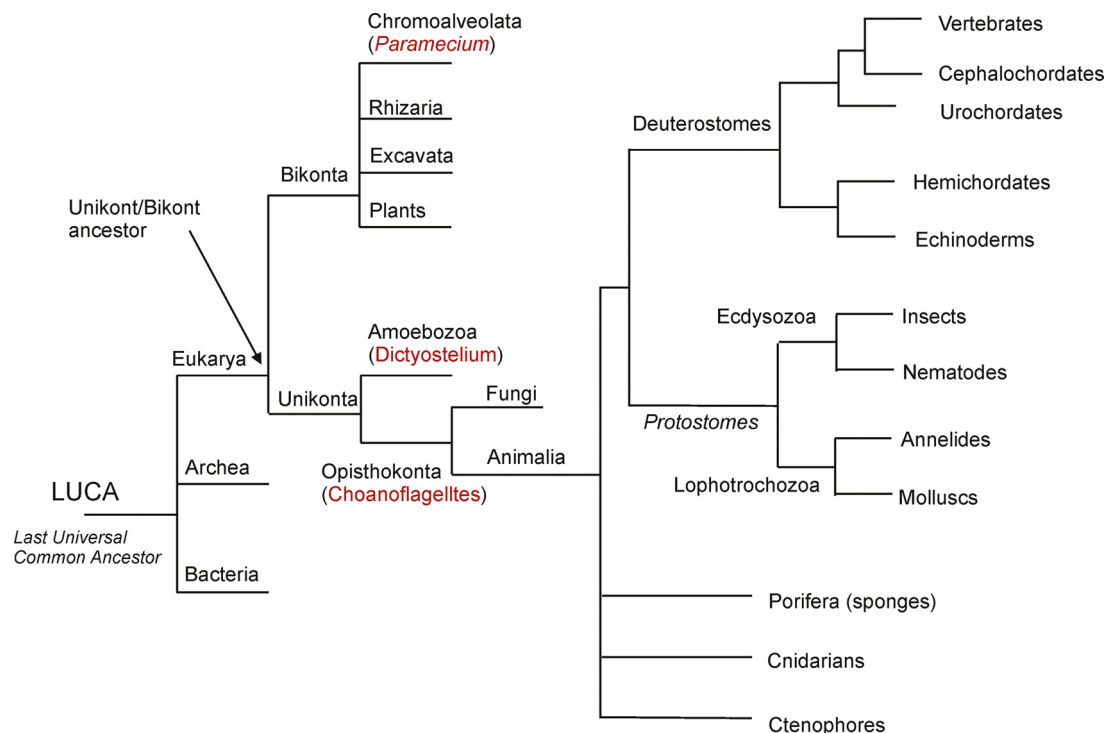 Chromoalveolata
(Paramecium)
Rhizaria
Excavata
Bikonta
Plants
Unikont/Bikont
ancestor
Eukarya
Amoebozoa
(Dictyostelium)
Unikonta
Fungi
Opisthokonta
(Choanoflagelltes)
Animalia
Archea
LUCA
Last Universal
Common Ancestor
Bacteria
Deuterostomes
Vertebrates
Cephalochordates
Urochordates
Hemichordates
Echinoderms
Ecdysozoa
Insects
Nematodes
Protostomes
Annelides
Lophotrochozoa
Molluscs
Porifera (sponges)
Cnidarians
Ctenophores